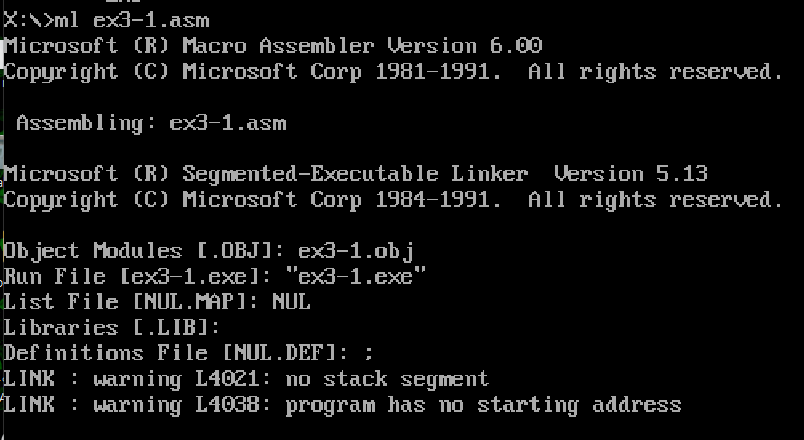 X:\>ml ex3-1.asm
Microsoft (R) Macro Assembler Version 6.00
Copyright (C) Microsoft Corp 1981-1991.  All rights reserved.
Assembling: ex3-1.asm
Microsoft (R) Segmented-Executable Linker  Version 5.13
Copyright (C) Microsoft Corp 1984-1991.  All rights reserved.
Object Modules [.OBJ]: ex3-1.obj
Run File [ex3-1.exe]: "ex3-1.exe"
List File [NUL.MAP]: NUL
Libraries [.LIB]:
Definitions File [NUL.DEF]: ;
LINK : warning L4021: no stack segment
LINK : warning L4038: program has no starting address